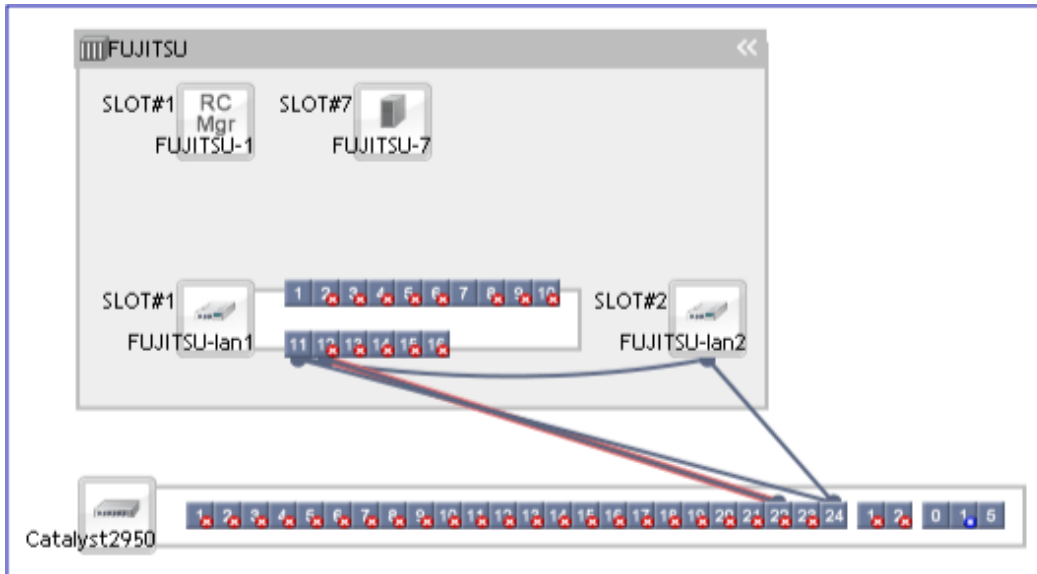 FUJITSU
SLOT#1 RC Mgr FUJITSU-1
SLOT#7 FUJITSU-7
SLOT#1 FUJITSU-lan1
1 2 3 4 5 6 7 8 9 10
11 12 13 14 15 16
SLOT#2 FUJITSU-lan2
Catalyst2950
1 2 3 4 5 6 7 8 9 10 11 12 13 14 15 16 17 18 19 20 21 22 23 24 1 2 0 1 5